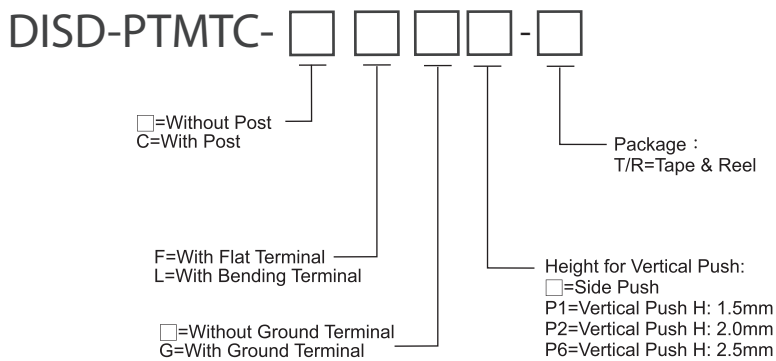 DISD-PTMTC-□ □ □ □-□
□=Without Post
C=With Post
Package：
T/R=Tape & Reel
F=With Flat Terminal
L=With Bending Terminal
Height for Vertical Push:
□=Side Push
P1=Vertical Push H: 1.5mm
P2=Vertical Push H: 2.0mm
P6=Vertical Push H: 2.5mm
□=Without Ground Terminal
G=With Ground Terminal